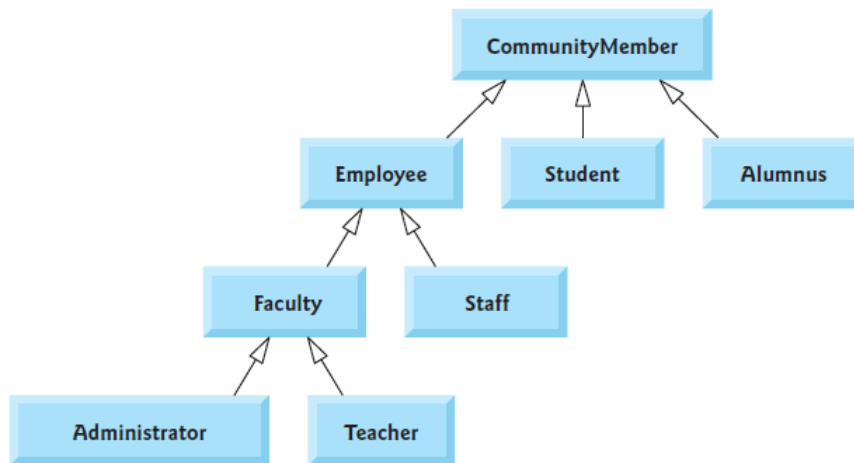 CommunityMember
Employee
Student
Alumnus
Faculty
Staff
Administrator
Teacher